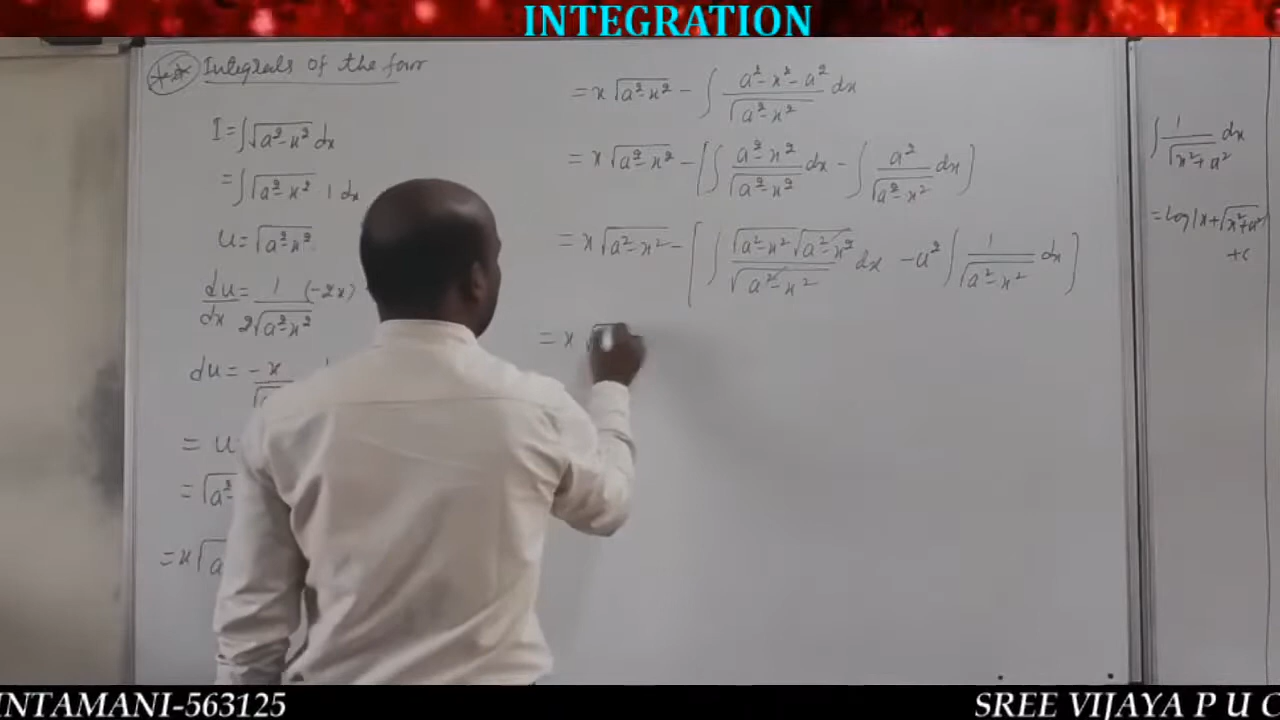 INTEGRATION
Integrals of the four
I = ∫√(a²-x²) dx
= ∫√(a²-x²) 1 dx
u = √(a²-x²)
du/dx = 1/(2√(a²-x²)) (-2x)
du = -x
= u
= √a²-
= x√a
= x√(a²-x²) - ∫ (a²-x²-a²)/√(a²-x²) dx
= x√(a²-x²) - [∫ (a²-x²)/√(a²-x²) dx - ∫ a²/√(a²-x²) dx]
= x√(a²-x²) - [∫ √(a²-x²)√(a²-x²)/√(a²-x²) dx - a² ∫ 1/√(a²-x²) dx]
= x √
∫ 1/√(x²+a²) dx
= log|x+√(x²+a²)|
+c
INTAMANI-563125
SREE VIJAYA P U C